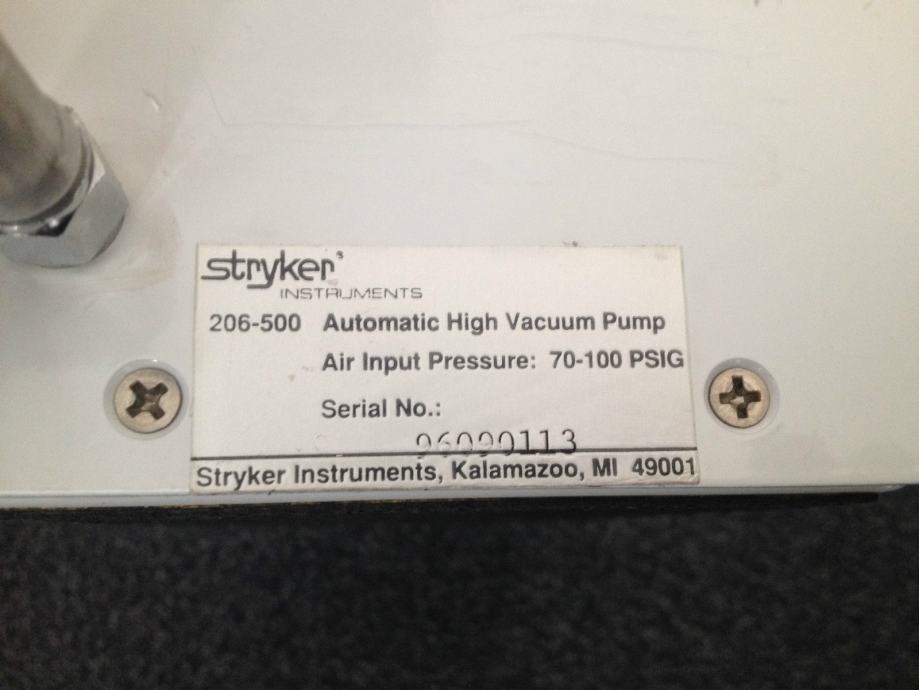 stryker
INSTRUMENTS
206-500 Automatic High Vacuum Pump
Air Input Pressure: 70-100 PSIG
Serial No.:
96090113
Stryker Instruments, Kalamazoo, MI 49001